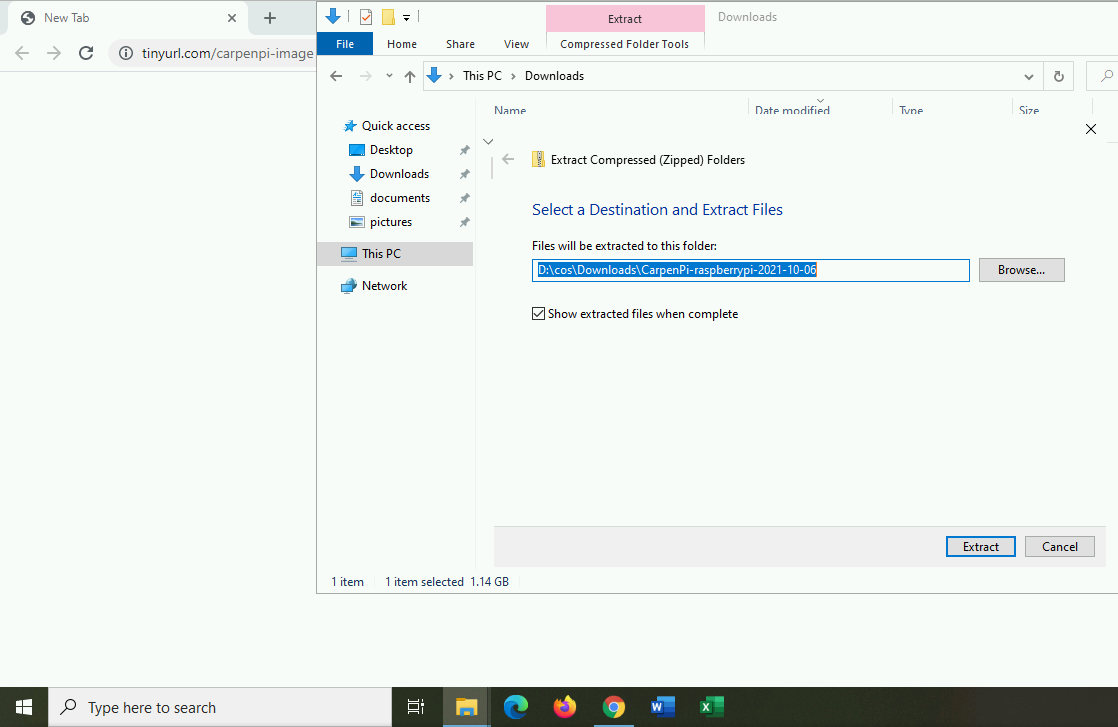 New Tab
Extract
Downloads
File
Home
Share
View
Compressed Folder Tools
tinyurl.com/carpenpi-image
This PC
Downloads
Name
Date modified
Type
Size
Quick access
Desktop
Downloads
documents
pictures
This PC
Network
Extract Compressed (Zipped) Folders
Select a Destination and Extract Files
Files will be extracted to this folder:
D:\cos\Downloads\CarpenPi-raspberrypi-2021-10-06
Browse...
Show extracted files when complete
Extract
Cancel
1 item
1 item selected 1.14 GB
Type here to search